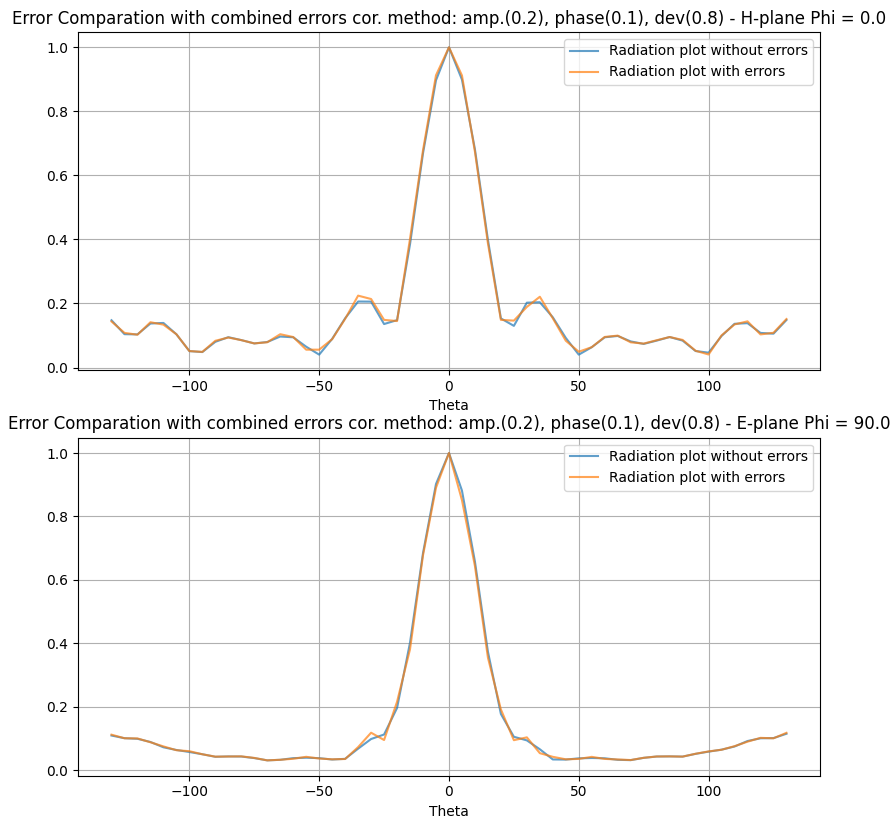 Error Comparation with combined errors cor. method: amp.(0.2), phase(0.1), dev(0.8) - H-plane Phi = 0.0
1.0
Radiation plot without errors
Radiation plot with errors
0.8
0.6
0.4
0.2
0.0
−100 −50 0 50 100
Theta
Error Comparation with combined errors cor. method: amp.(0.2), phase(0.1), dev(0.8) - E-plane Phi = 90.0
1.0
Radiation plot without errors
Radiation plot with errors
0.8
0.6
0.4
0.2
0.0
−100 −50 0 50 100
Theta